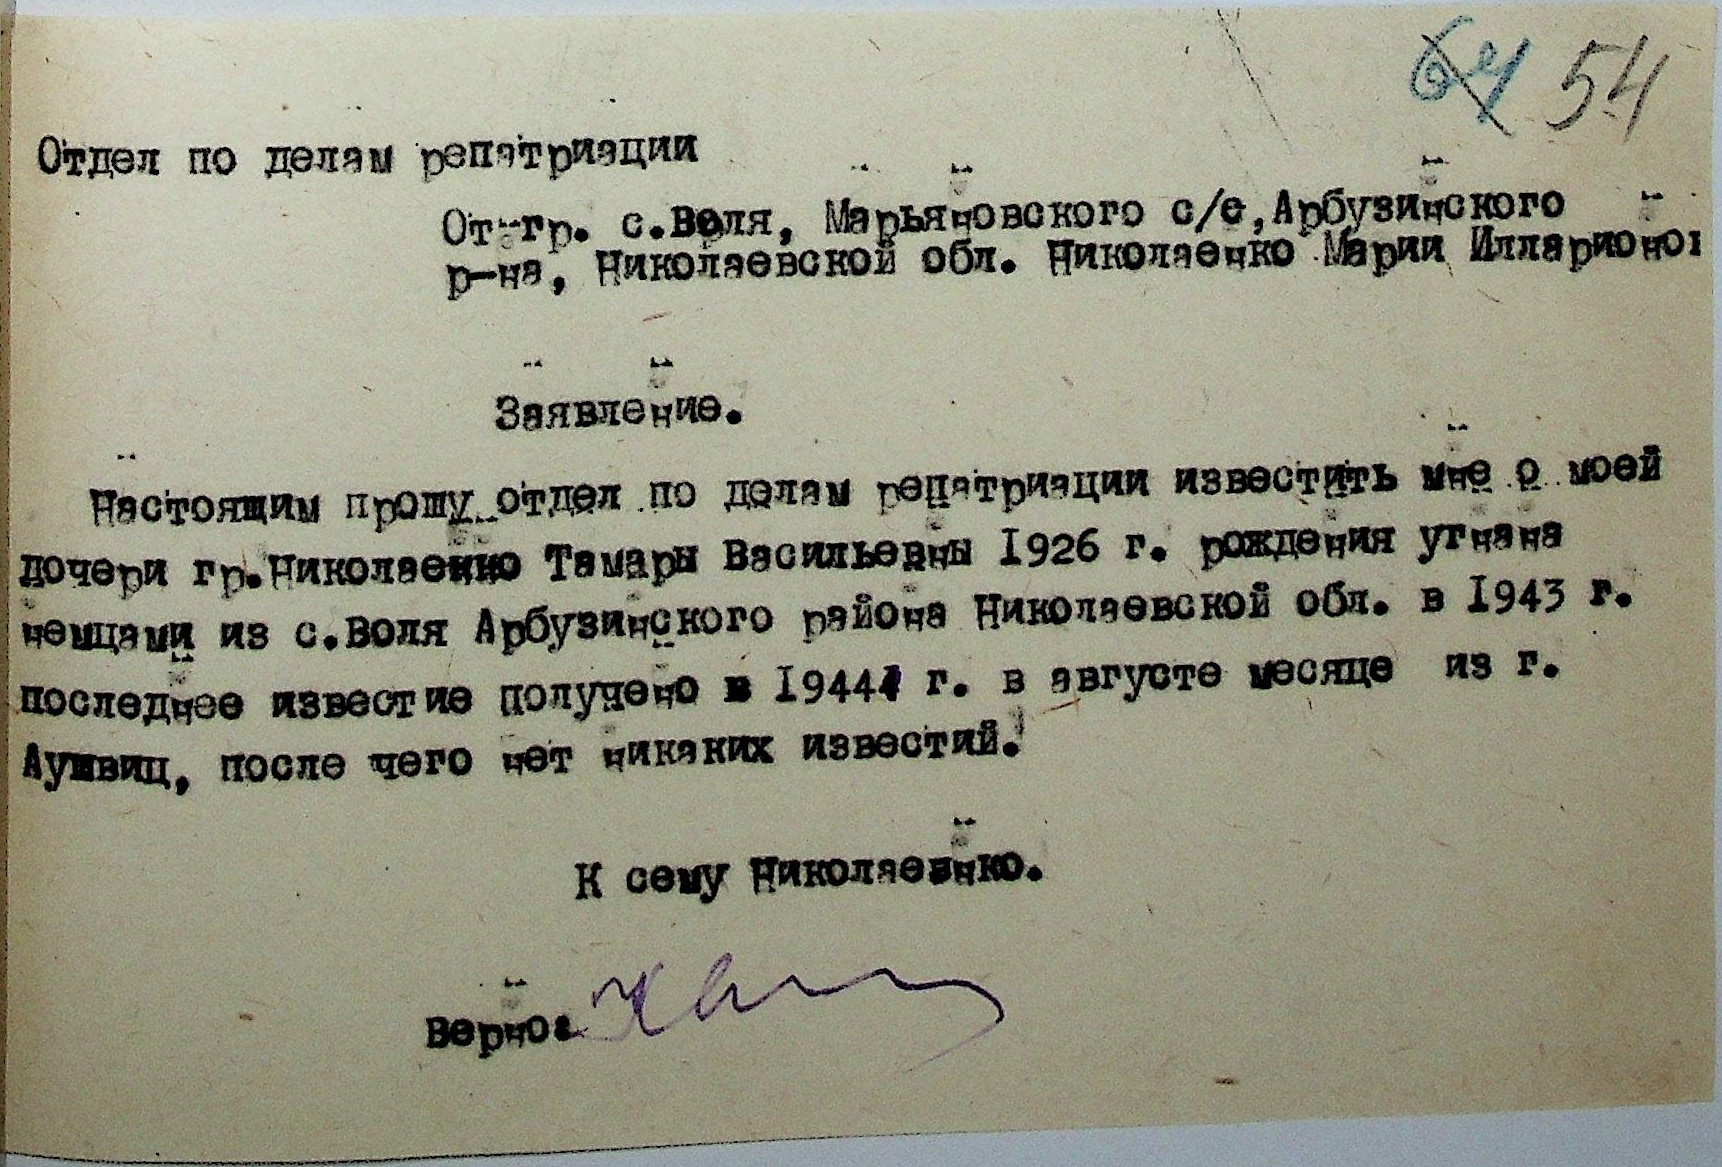 64 54
Отдел по делам репатриации
От гр. с.Воля, Марьяновского с/с,Арбузинского
р-на, Николаевской обл. Николаенко Марии Илларионов
Заявление.
Настоящим прошу отдел по делам репатриации известить мне о моей
дочери гр.Николаенко Тамары Васильевны 1926 г. рождения угнана
немцами из с.Воля Арбузинского района Николаевской обл. в 1943 г.
последнее известие получено в 1944 г. в августе месяце из г.
Аушвиц, после чего нет никаких известий.
К сему Николаенко.
Верно: